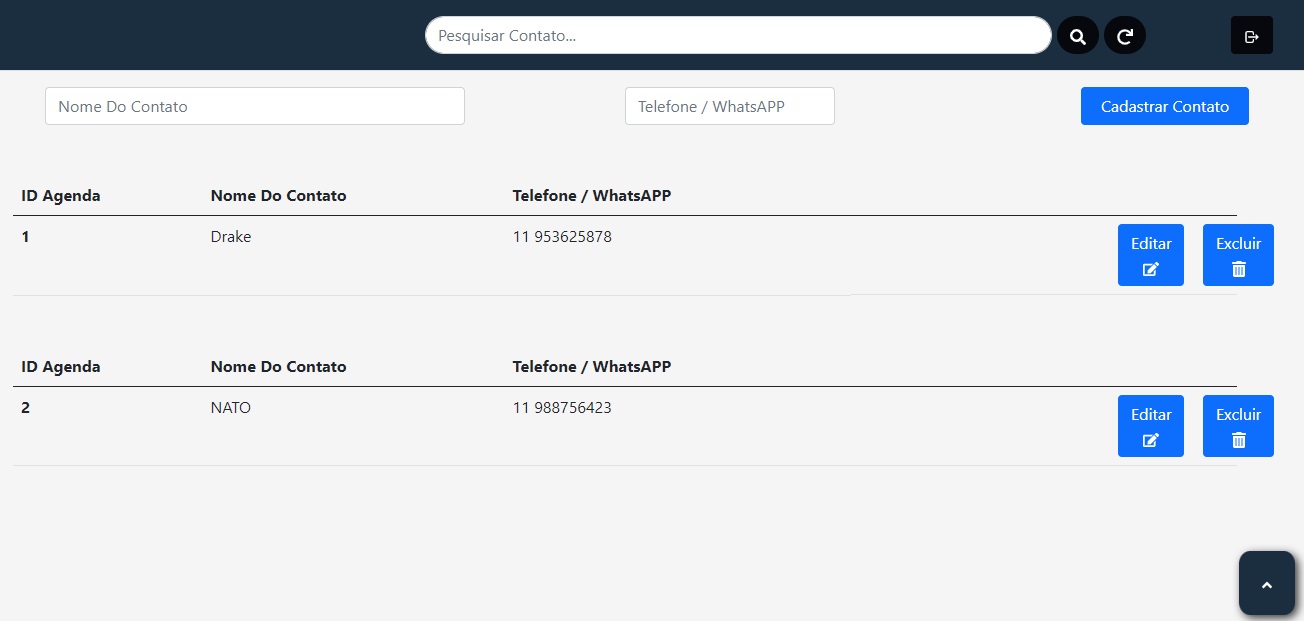 Pesquisar Contato...
Nome Do Contato Telefone / WhatsAPP Cadastrar Contato
ID Agenda Nome Do Contato Telefone / WhatsAPP
1 Drake 11 953625878 Editar Excluir
ID Agenda Nome Do Contato Telefone / WhatsAPP
2 NATO 11 988756423 Editar Excluir